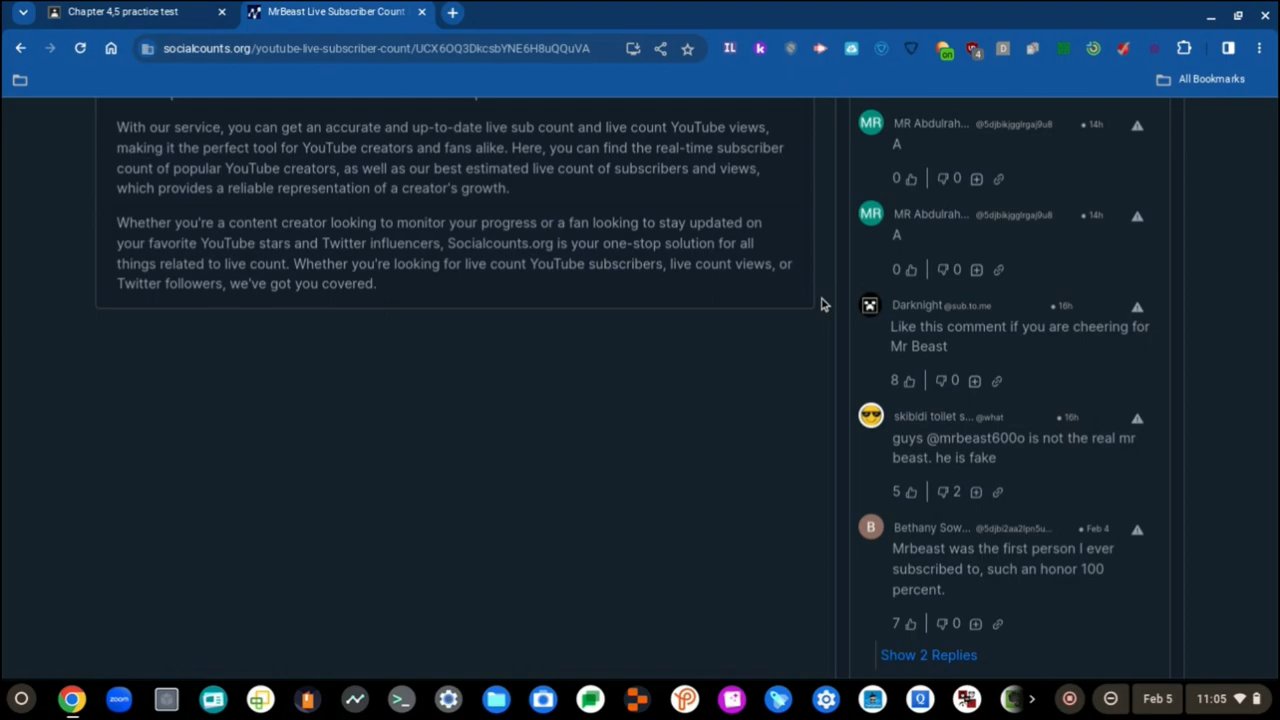 Chapter 4,5 practice test
MrBeast Live Subscriber Count
socialcounts.org/youtube-live-subscriber-count/UCX6OQ3DkcsbYNE6H8uQQuVA
IL
k
on
4
D
All Bookmarks
With our service, you can get an accurate and up-to-date live sub count and live count YouTube views,
making it the perfect tool for YouTube creators and fans alike. Here, you can find the real-time subscriber
count of popular YouTube creators, as well as our best estimated live count of subscribers and views,
which provides a reliable representation of a creator's growth.
Whether you're a content creator looking to monitor your progress or a fan looking to stay updated on
your favorite YouTube stars and Twitter influencers, Socialcounts.org is your one-stop solution for all
things related to live count. Whether you're looking for live count YouTube subscribers, live count views, or
Twitter followers, we've got you covered.
MR MR Abdulrah... @5djbikjgglrgaj9u8 • 14h
A
0 0
MR MR Abdulrah... @5djbikjgglrgaj9u8 • 14h
A
0 0
Darknight @sub.to.me • 16h
Like this comment if you are cheering for
Mr Beast
8 0
skibidi toilet s... @what • 16h
guys @mrbeast600o is not the real mr
beast. he is fake
5 2
B Bethany Sow... @5djbi2aa2lpn5u... • Feb 4
Mrbeast was the first person I ever
subscribed to, such an honor 100
percent.
7 0
Show 2 Replies
zoom
Q
Feb 5
11:05